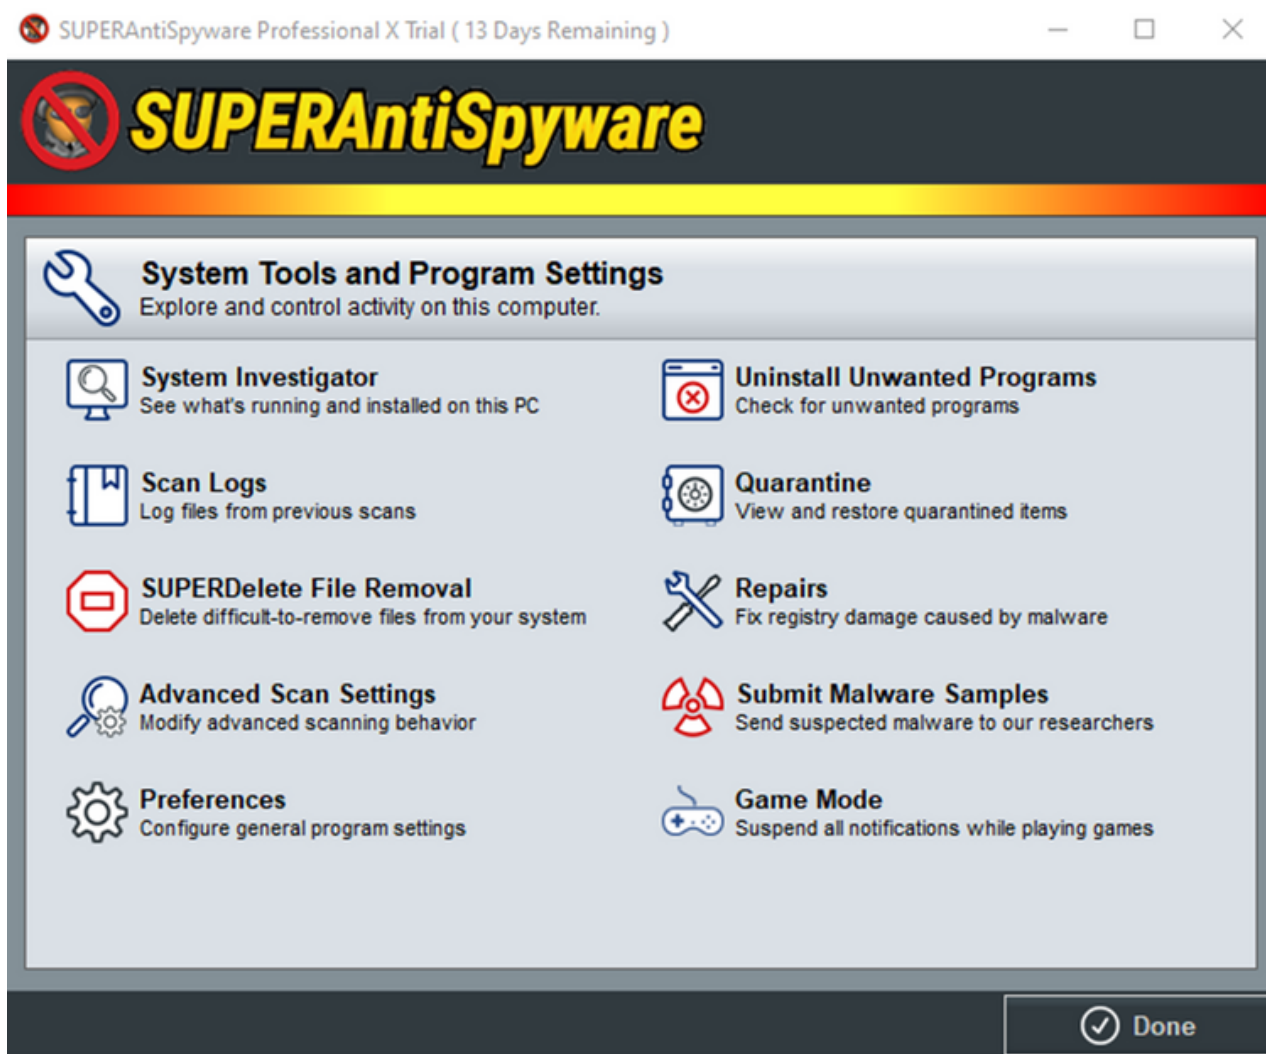 SUPERAntiSpyware Professional X Trial ( 13 Days Remaining )
SUPERAntiSpyware
System Tools and Program Settings
Explore and control activity on this computer.
System Investigator
See what's running and installed on this PC
Uninstall Unwanted Programs
Check for unwanted programs
Scan Logs
Log files from previous scans
Quarantine
View and restore quarantined items
SUPERDelete File Removal
Delete difficult-to-remove files from your system
Repairs
Fix registry damage caused by malware
Advanced Scan Settings
Modify advanced scanning behavior
Submit Malware Samples
Send suspected malware to our researchers
Preferences
Configure general program settings
Game Mode
Suspend all notifications while playing games
Done